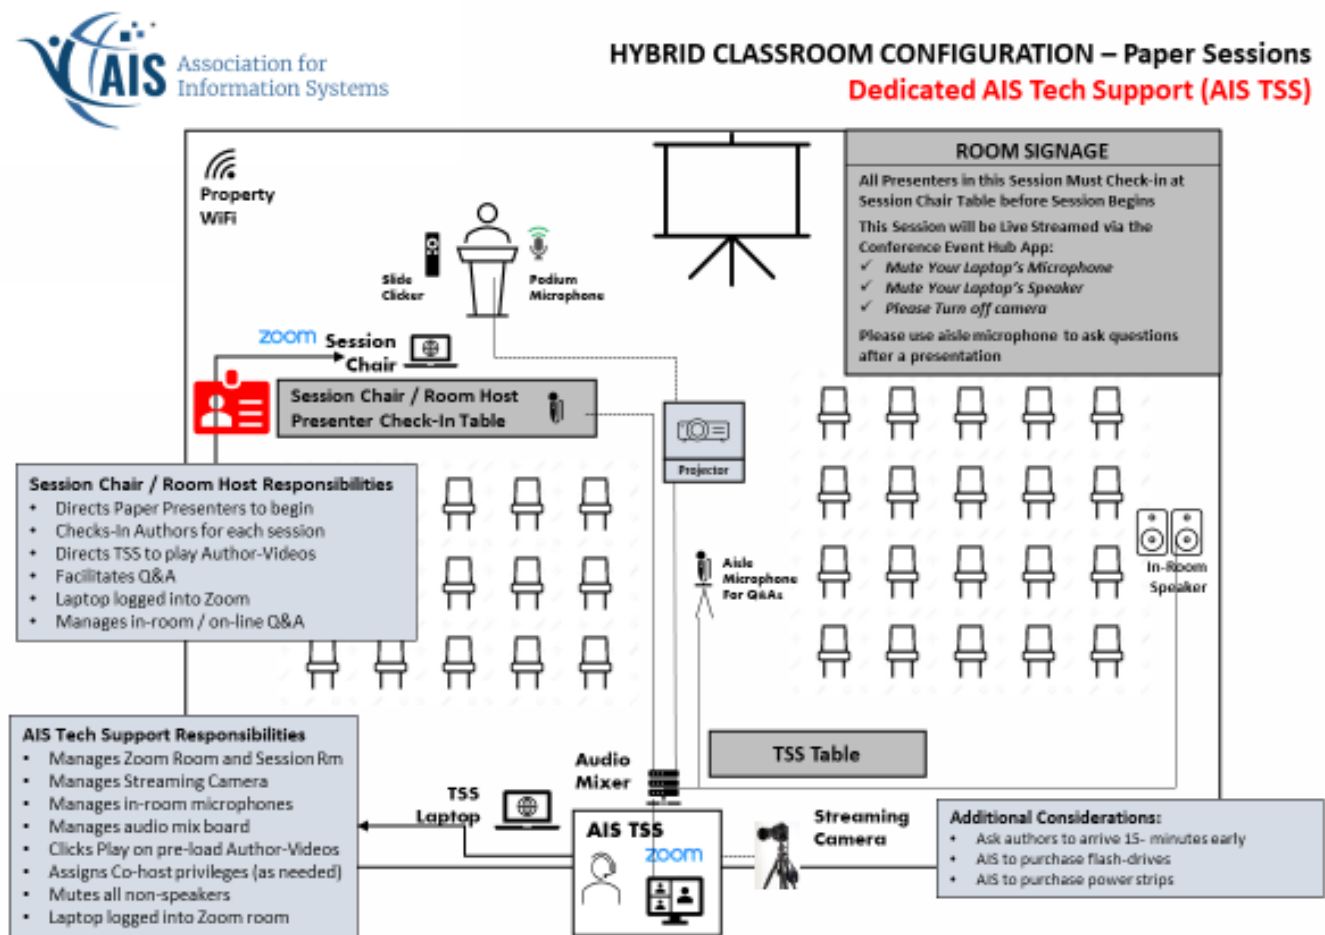 AIS
Association for
Information Systems
HYBRID CLASSROOM CONFIGURATION – Paper Sessions
Dedicated AIS Tech Support (AIS TSS)
Property
WiFi
Slide
Clicker
Podium
Microphone
ROOM SIGNAGE
All Presenters in this Session Must Check-in at
Session Chair Table before Session Begins
This Session will be Live Streamed via the
Conference Event Hub App:
✓ Mute Your Laptop's Microphone
✓ Mute Your Laptop's Speaker
✓ Please Turn off camera
Please use aisle microphone to ask questions
after a presentation
zoom
Session
Chair
Session Chair / Room Host
Presenter Check-In Table
Projector
Session Chair / Room Host Responsibilities
• Directs Paper Presenters to begin
• Checks-In Authors for each session
• Directs TSS to play Author-Videos
• Facilitates Q&A
• Laptop logged into Zoom
• Manages in-room / on-line Q&A
Aisle
Microphone
For Q&As
In-Room
Speaker
AIS Tech Support Responsibilities
• Manages Zoom Room and Session Rm
• Manages Streaming Camera
• Manages in-room microphones
• Manages audio mix board
• Clicks Play on pre-load Author-Videos
• Assigns Co-host privileges (as needed)
• Mutes all non-speakers
• Laptop logged into Zoom room
TSS
Laptop
Audio
Mixer
TSS Table
AIS TSS
zoom
Streaming
Camera
Additional Considerations:
• Ask authors to arrive 15- minutes early
• AIS to purchase flash-drives
• AIS to purchase power strips